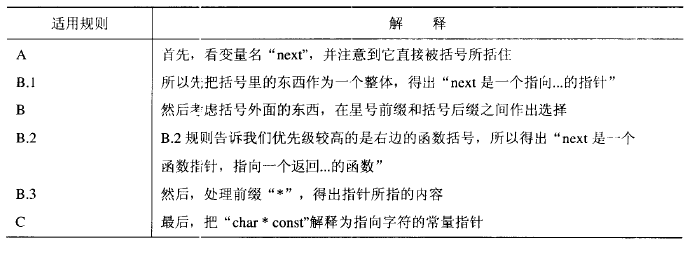 适用规则 解 释
A 首先，看变量名“next”，并注意到它直接被括号所括住
B.1 所以先把括号里的东西作为一个整体，得出“next 是一个指向...的指针”
B 然后考虑括号外面的东西，在星号前缀和括号后缀之间作出选择
B.2 B.2 规则告诉我们优先级较高的是右边的函数括号，所以得出“next 是一个
函数指针，指向一个返回...的函数”
B.3 然后，处理前缀“*”，得出指针所指的内容
C 最后，把“char * const”解释为指向字符的常量指针